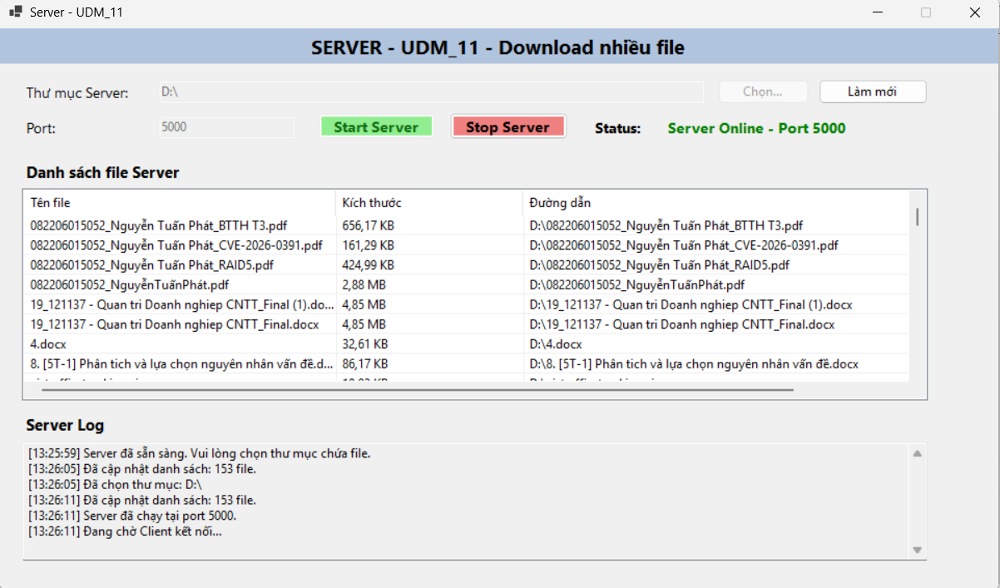 Server - UDM_11
SERVER - UDM_11 - Download nhiều file
Thư mục Server: D:\ Chọn... Làm mới
Port: 5000 Start Server Stop Server Status: Server Online - Port 5000
Danh sách file Server
Tên file Kích thước Đường dẫn
082206015052_Nguyễn Tuấn Phát_BTTH T3.pdf 656,17 KB D:\082206015052_Nguyễn Tuấn Phát_BTTH T3.pdf
082206015052_Nguyễn Tuấn Phát_CVE-2026-0391.pdf 161,29 KB D:\082206015052_Nguyễn Tuấn Phát_CVE-2026-0391.pdf
082206015052_Nguyễn Tuấn Phát_RAID5.pdf 424,99 KB D:\082206015052_Nguyễn Tuấn Phát_RAID5.pdf
082206015052_NguyễnTuấnPhát.pdf 2,88 MB D:\082206015052_NguyễnTuấnPhát.pdf
19_121137 - Quan tri Doanh nghiep CNTT_Final (1).do... 4,85 MB D:\19_121137 - Quan tri Doanh nghiep CNTT_Final (1).docx
19_121137 - Quan tri Doanh nghiep CNTT_Final.docx 4,85 MB D:\19_121137 - Quan tri Doanh nghiep CNTT_Final.docx
4.docx 32,61 KB D:\4.docx
8. [5T-1] Phân tich và lựa chọn nguyên nhân vấn đề.d... 86,17 KB D:\8. [5T-1] Phân tich và lựa chọn nguyên nhân vấn đề.docx
Server Log
[13:25:59] Server đã sẵn sàng. Vui lòng chọn thư mục chứa file.
[13:26:05] Đã cập nhật danh sách: 153 file.
[13:26:05] Đã chọn thư mục: D:\
[13:26:11] Đã cập nhật danh sách: 153 file.
[13:26:11] Server đã chạy tại port 5000.
[13:26:11] Đang chờ Client kết nối...